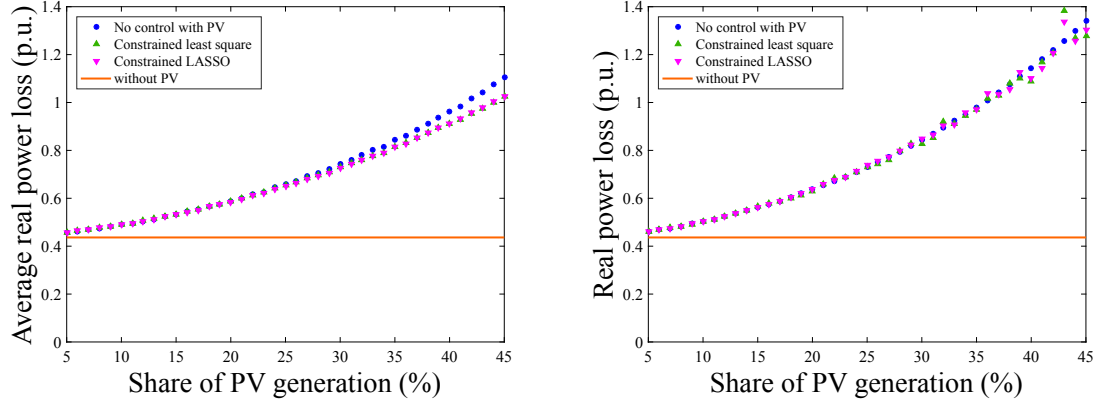 Average real power loss (p.u.)
1.4
1.2
1
0.8
0.6
0.4
0.2
0
No control with PV
Constrained least square
Constrained LASSO
without PV
5 10 15 20 25 30 35 40 45
Share of PV generation (%)
Real power loss (p.u.)
1.4
1.2
1
0.8
0.6
0.4
0.2
0
No control with PV
Constrained least square
Constrained LASSO
without PV
5 10 15 20 25 30 35 40 45
Share of PV generation (%)